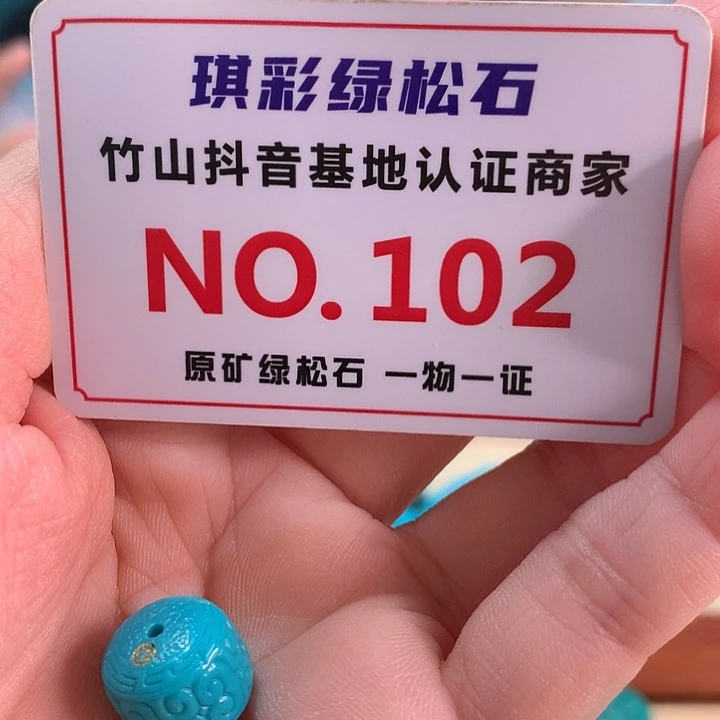 琪彩绿松石
竹山抖音基地认证商家
NO.102
原矿绿松石 一物一证